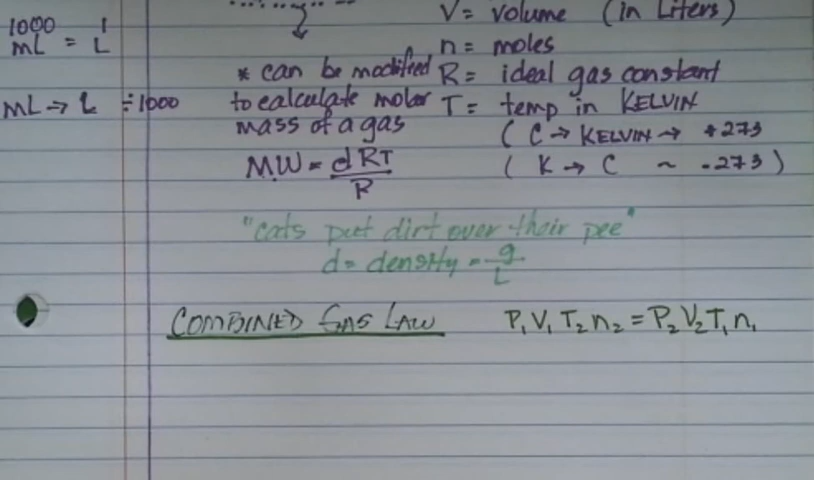 1000 mL = 1 L
mL → L ÷1000
V = volume (in Liters)
n = moles
* can be modified
to calculate molar
mass of a gas
R = ideal gas constant
T = temp in KELVIN
(C → KELVIN → +273
(K → C ~ -273)
MW = dRT
R
"cats put dirt over their pee"
d = density = g
L
COMBINED GAS LAW P₁V₁T₂n₂ = P₂V₂T₁n₁